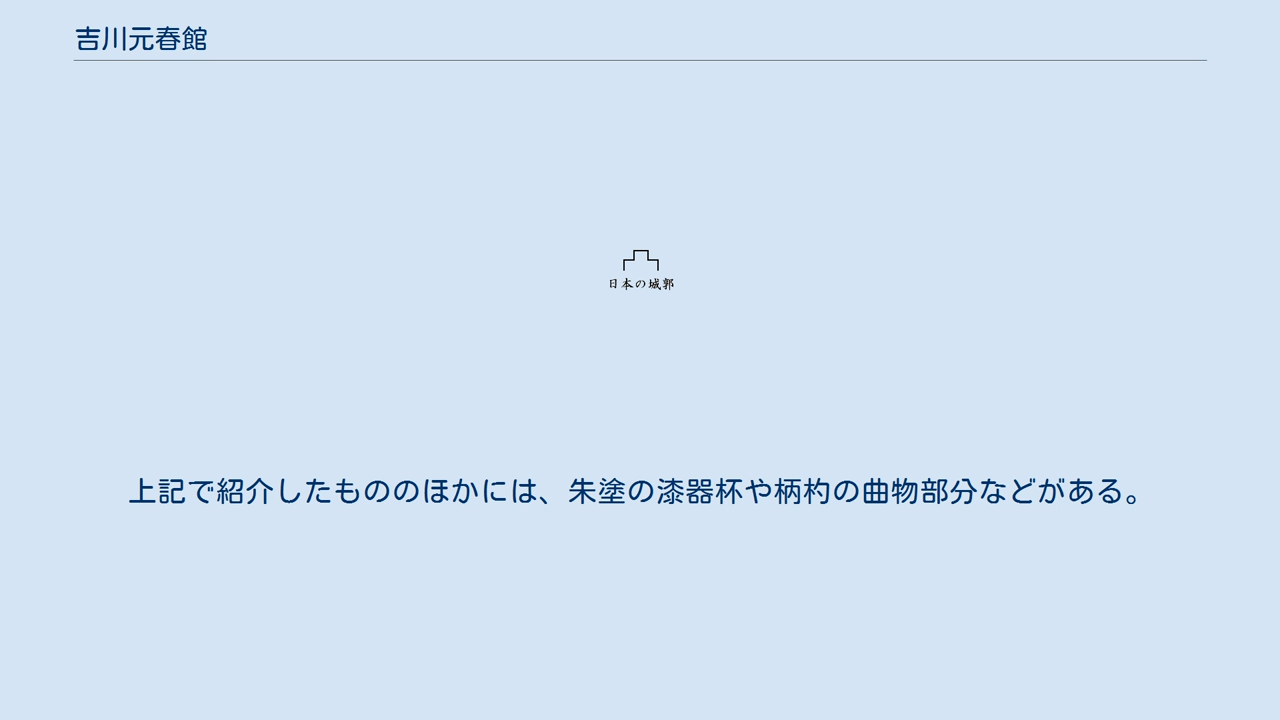 吉川元春館
日本の城郭
上記で紹介したもののほかには、朱塗の漆器杯や柄杓の曲物部分などがある。